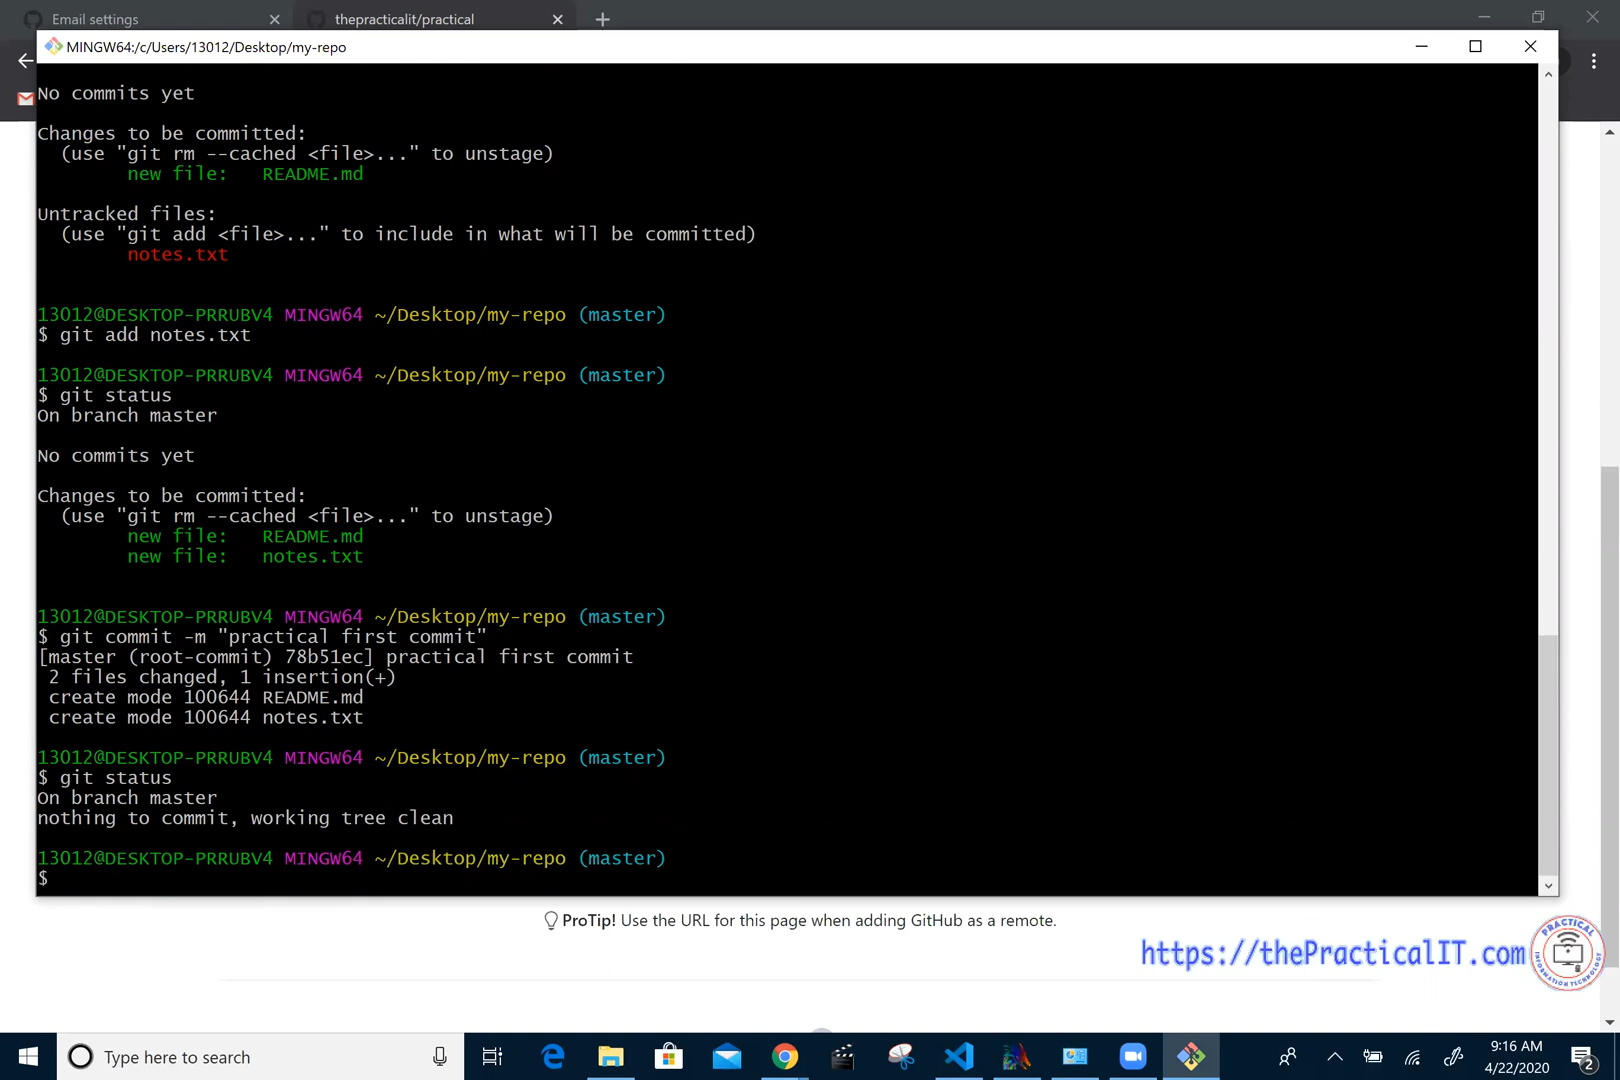 Email settings
thepracticalit/practical
MINGW64:/c/Users/13012/Desktop/my-repo
No commits yet
Changes to be committed:
(use "git rm --cached <file>..." to unstage)
new file: README.md
Untracked files:
(use "git add <file>..." to include in what will be committed)
notes.txt
13012@DESKTOP-PRRUBV4 MINGW64 ~/Desktop/my-repo (master)
$ git add notes.txt
13012@DESKTOP-PRRUBV4 MINGW64 ~/Desktop/my-repo (master)
$ git status
On branch master
No commits yet
Changes to be committed:
(use "git rm --cached <file>..." to unstage)
new file: README.md
new file: notes.txt
13012@DESKTOP-PRRUBV4 MINGW64 ~/Desktop/my-repo (master)
$ git commit -m "practical first commit"
[master (root-commit) 78b51ec] practical first commit
2 files changed, 1 insertion(+)
create mode 100644 README.md
create mode 100644 notes.txt
13012@DESKTOP-PRRUBV4 MINGW64 ~/Desktop/my-repo (master)
$ git status
On branch master
nothing to commit, working tree clean
13012@DESKTOP-PRRUBV4 MINGW64 ~/Desktop/my-repo (master)
$
ProTip! Use the URL for this page when adding GitHub as a remote.
https://thePracticalIT.com
PRACTICAL
INFORMATION TECHNOLOGY
Type here to search
9:16 AM
4/22/2020
2